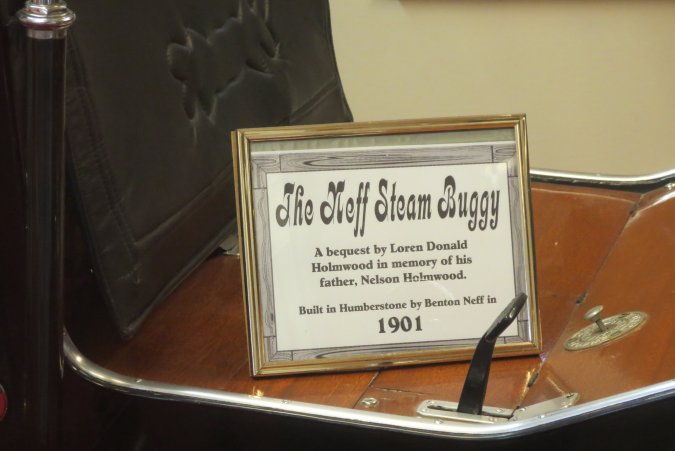 The Neff Steam Buggy
A bequest by Loren Donald
Holmwood in memory of his
father, Nelson Holmwood.
Built in Humberstone by Benton Neff in
1901